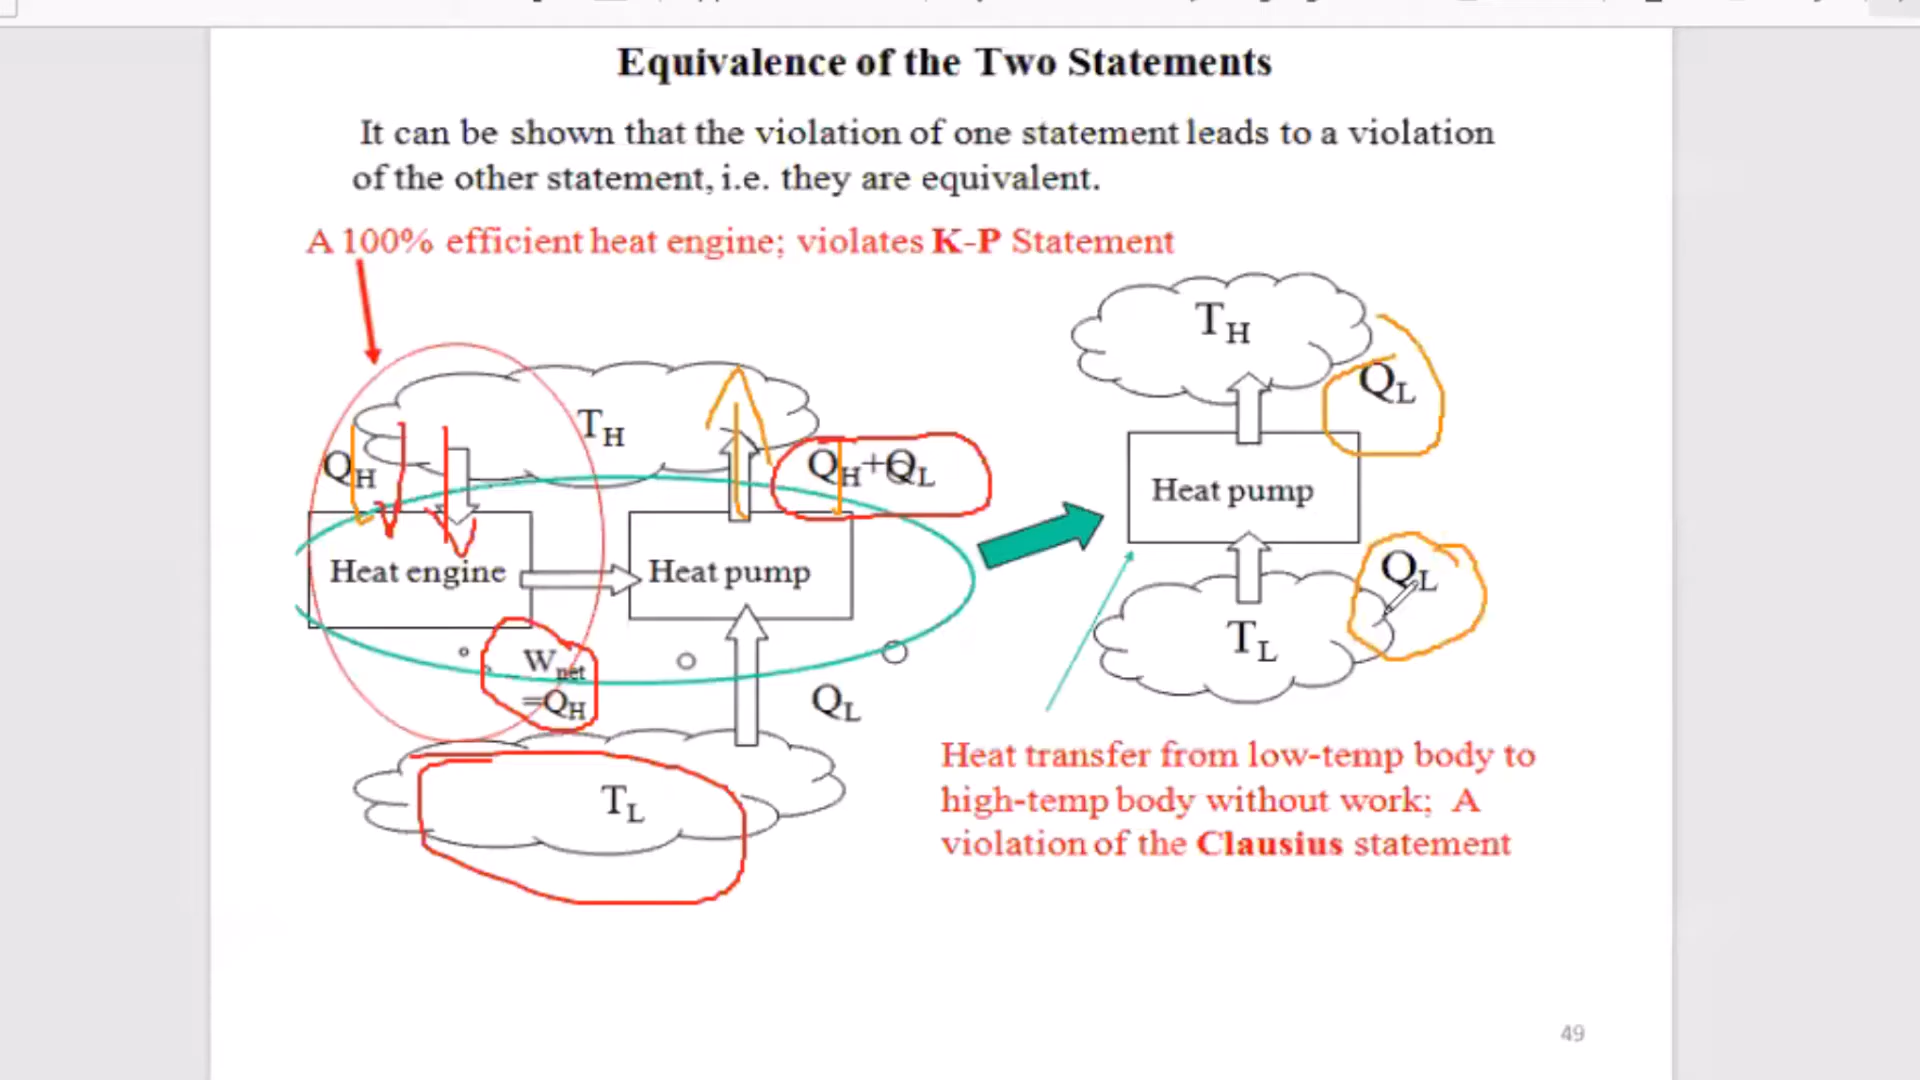 Equivalence of the Two Statements
It can be shown that the violation of one statement leads to a violation
of the other statement, i.e. they are equivalent.
A 100% efficient heat engine; violates K-P Statement
TH
QL
TH
QH
QH+QL
Heat pump
Heat engine
Heat pump
QL
TL
Wnet
=QH
QL
TL
Heat transfer from low-temp body to
high-temp body without work; A
violation of the Clausius statement
49